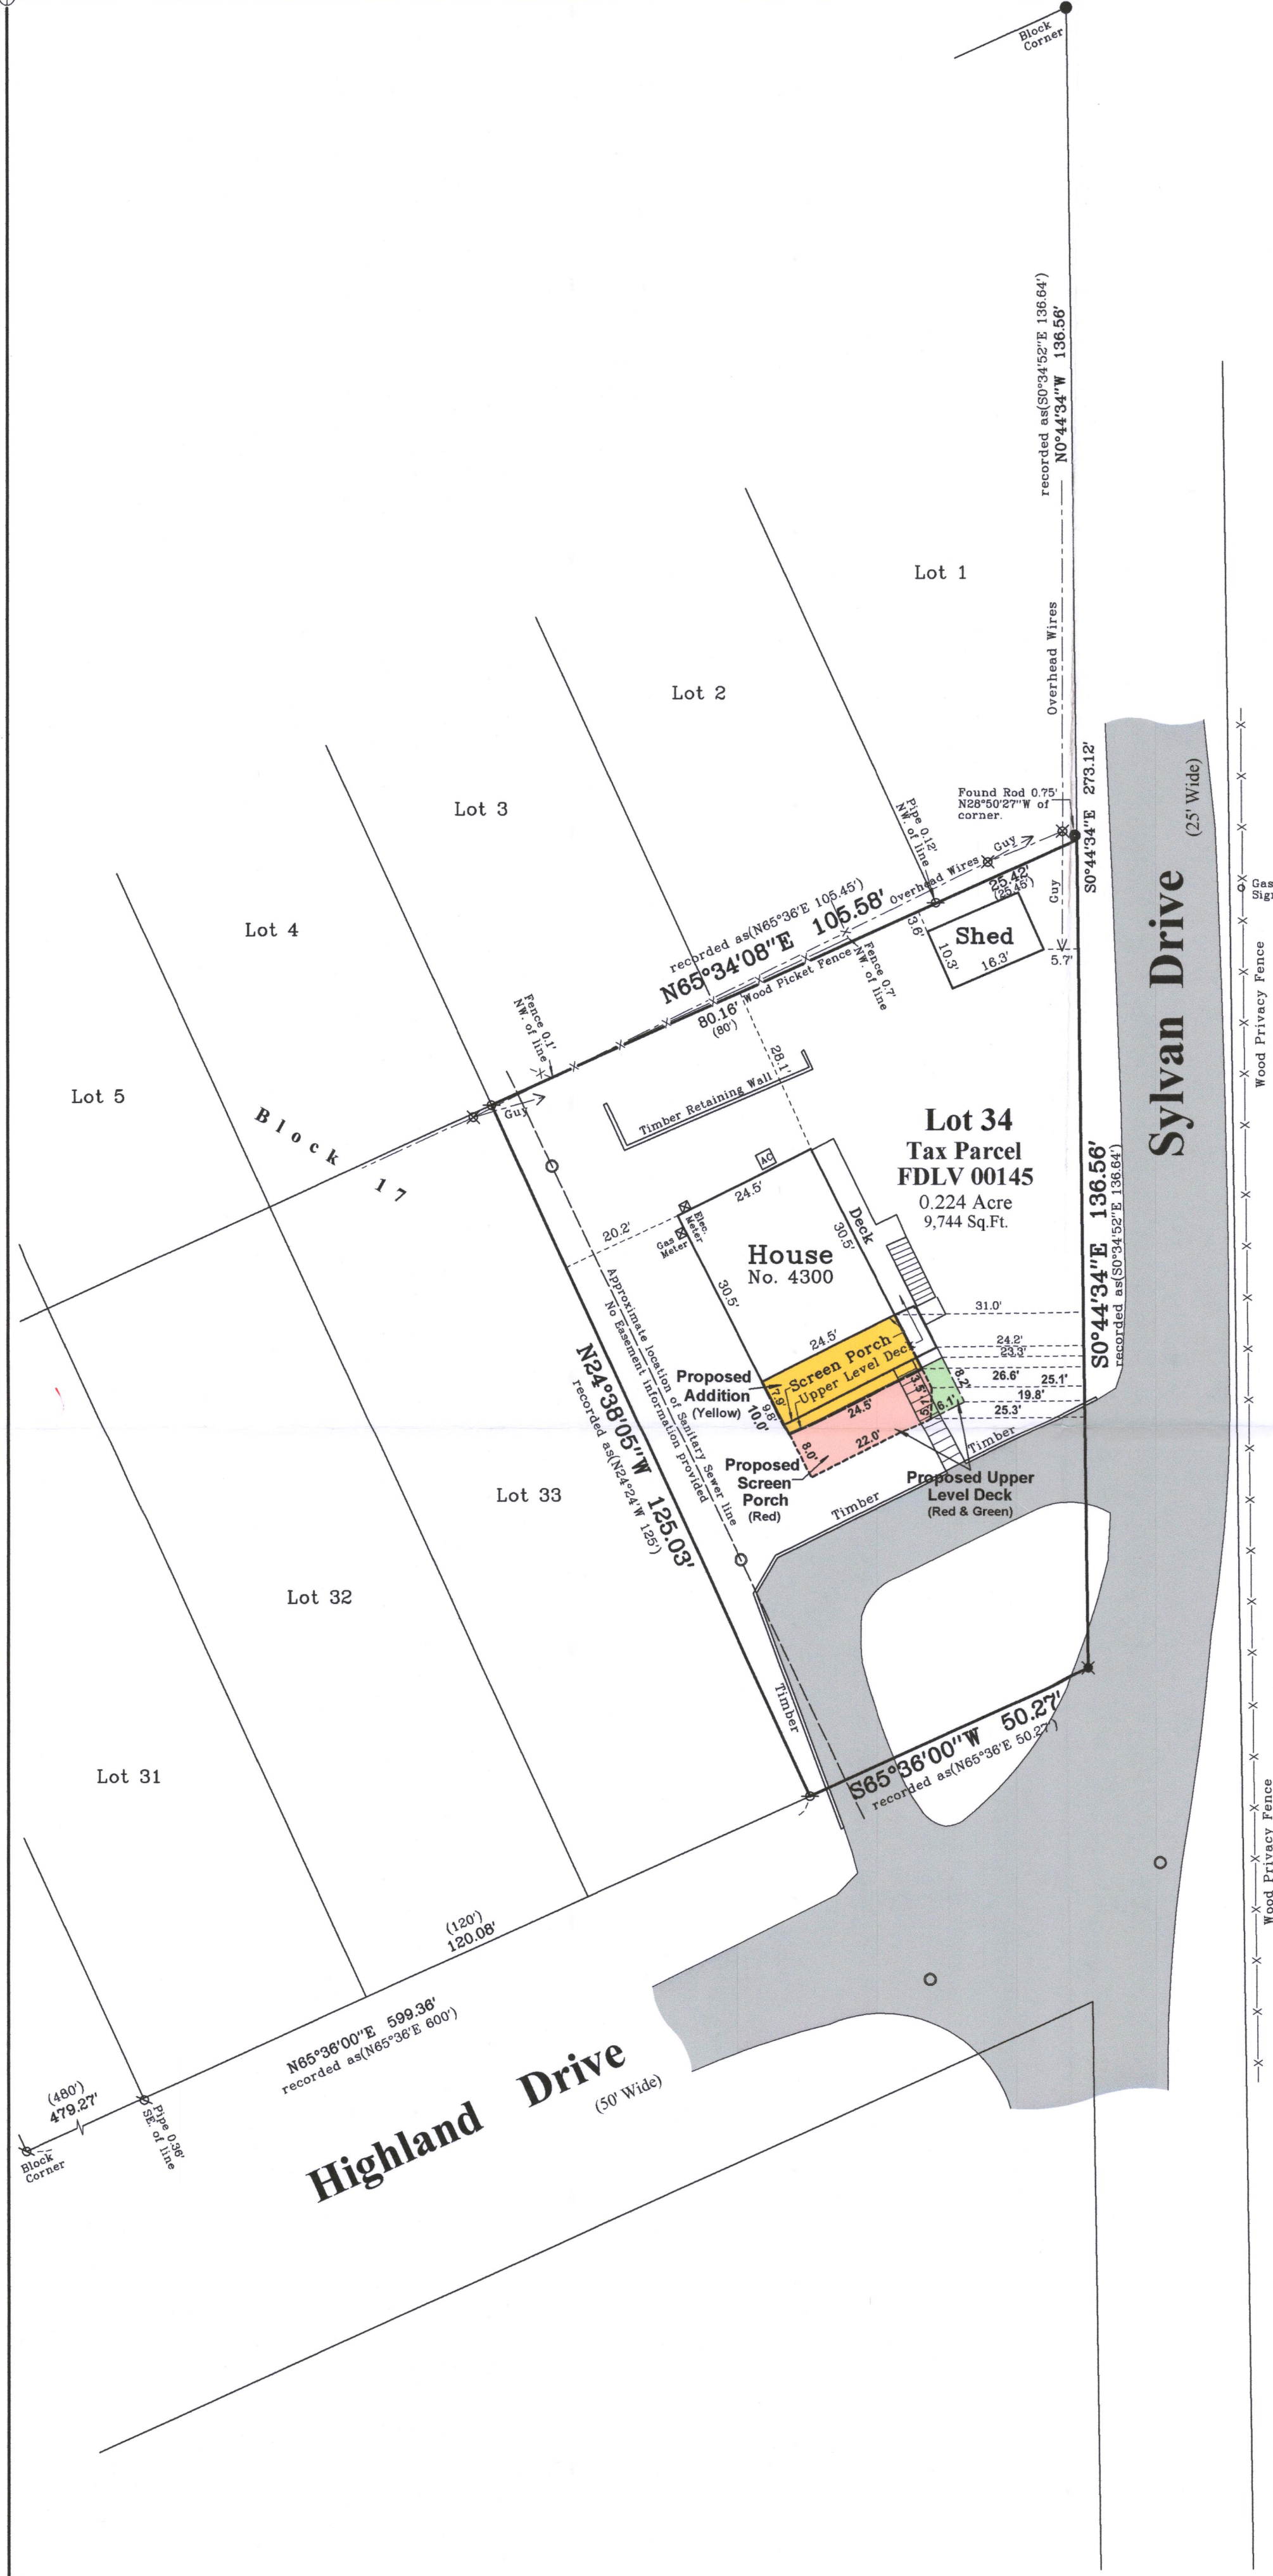 Block
Corner
recorded as(S0°34'52"E 136.64')
N0°44'34"W 136.56'
Lot 1
Overhead Wires
Lot 2
Found Rod 0.75'
N28°50'27"W of
corner.
S0°44'34"E 273.12'
(25' Wide)
Lot 3
Pipe 0.12'
NW. of line
Guy
Overhead Wires
25.42'
(25.45')
Guy
Gas
Sign
Sylvan Drive
Lot 4
recorded as(N65°36'E 105.45')
N65°34'08"E 105.58'
3.6'
Shed
10.3'
16.3'
5.7'
Wood Privacy Fence
Wood Picket Fence
Fence 0.7'
NW. of line
80.16'
(80')
Fence 0.1'
NW. of line
28.1'
Lot 5
Block
17
Guy
Timber Retaining Wall
Lot 34
Tax Parcel
FDLV 00145
0.224 Acre
9,744 Sq.Ft.
AC
24.5'
Elec.
Meter
Gas
Meter
20.2'
Deck
30.5'
House
No. 4300
30.5'
S0°44'34"E 136.56'
recorded as(S0°34'52"E 136.64')
Approximate location of Sanitary Sewer line
No Easement information provided
31.0'
24.5'
Screen Porch
Upper Level Deck
24.2'
23.3'
Proposed
Addition
(Yellow)
7.9'
9.8'
10.0'
8.2'
26.6'
25.1'
3.5'
19.8'
24.5'
5.7'
6.1'
25.3'
N24°38'05"W 125.03'
recorded as(N24°24'W 125')
8.0'
22.0'
Timber
Proposed
Screen
Porch
(Red)
Proposed Upper
Level Deck
(Red & Green)
Timber
Lot 33
Lot 32
Timber
S65°36'00"W 50.27'
recorded as(N65°36'E 50.27')
Lot 31
Wood Privacy Fence
(120')
120.08'
N65°36'00"E 599.36'
recorded as(N65°36'E 600')
(480')
479.27'
Pipe 0.36'
SE. of line
Block
Corner
Highland Drive
(50' Wide)